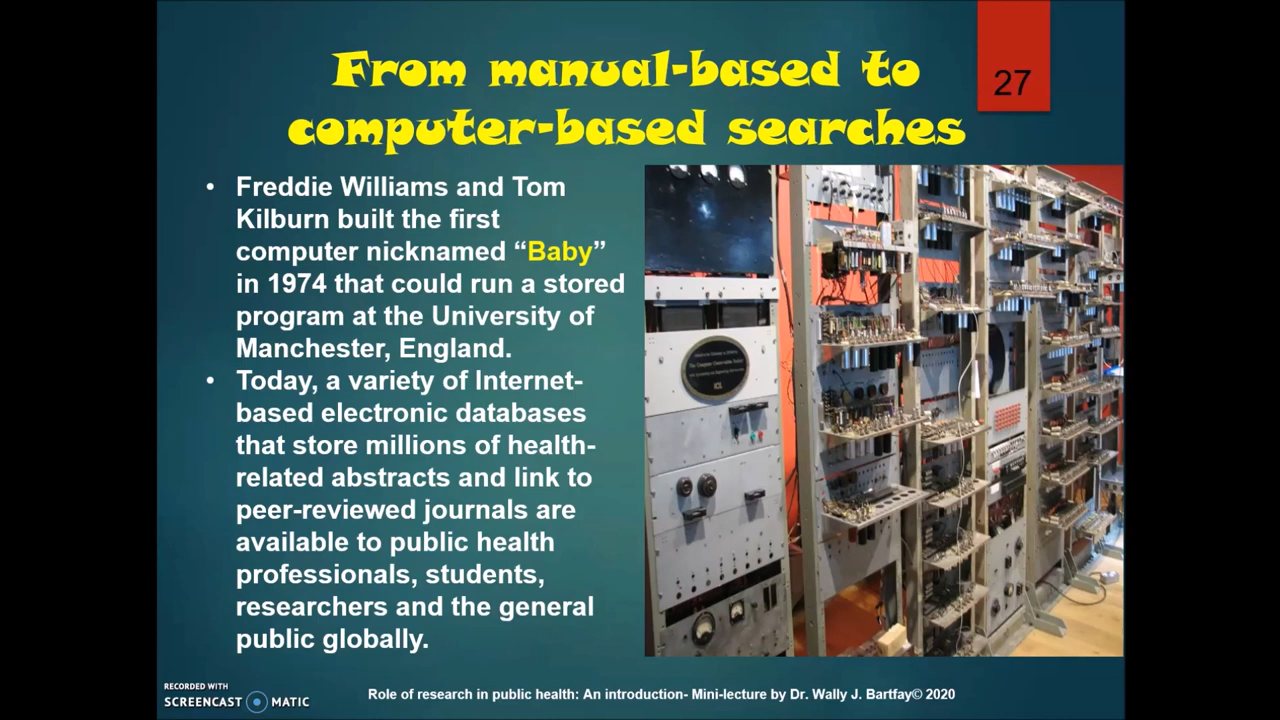 From manual-based to
computer-based searches
27
• Freddie Williams and Tom
Kilburn built the first
computer nicknamed “Baby”
in 1974 that could run a stored
program at the University of
Manchester, England.
• Today, a variety of Internet-
based electronic databases
that store millions of health-
related abstracts and link to
peer-reviewed journals are
available to public health
professionals, students,
researchers and the general
public globally.
RECORDED WITH
SCREENCAST MATIC
Role of research in public health: An introduction- Mini-lecture by Dr. Wally J. Bartfay© 2020